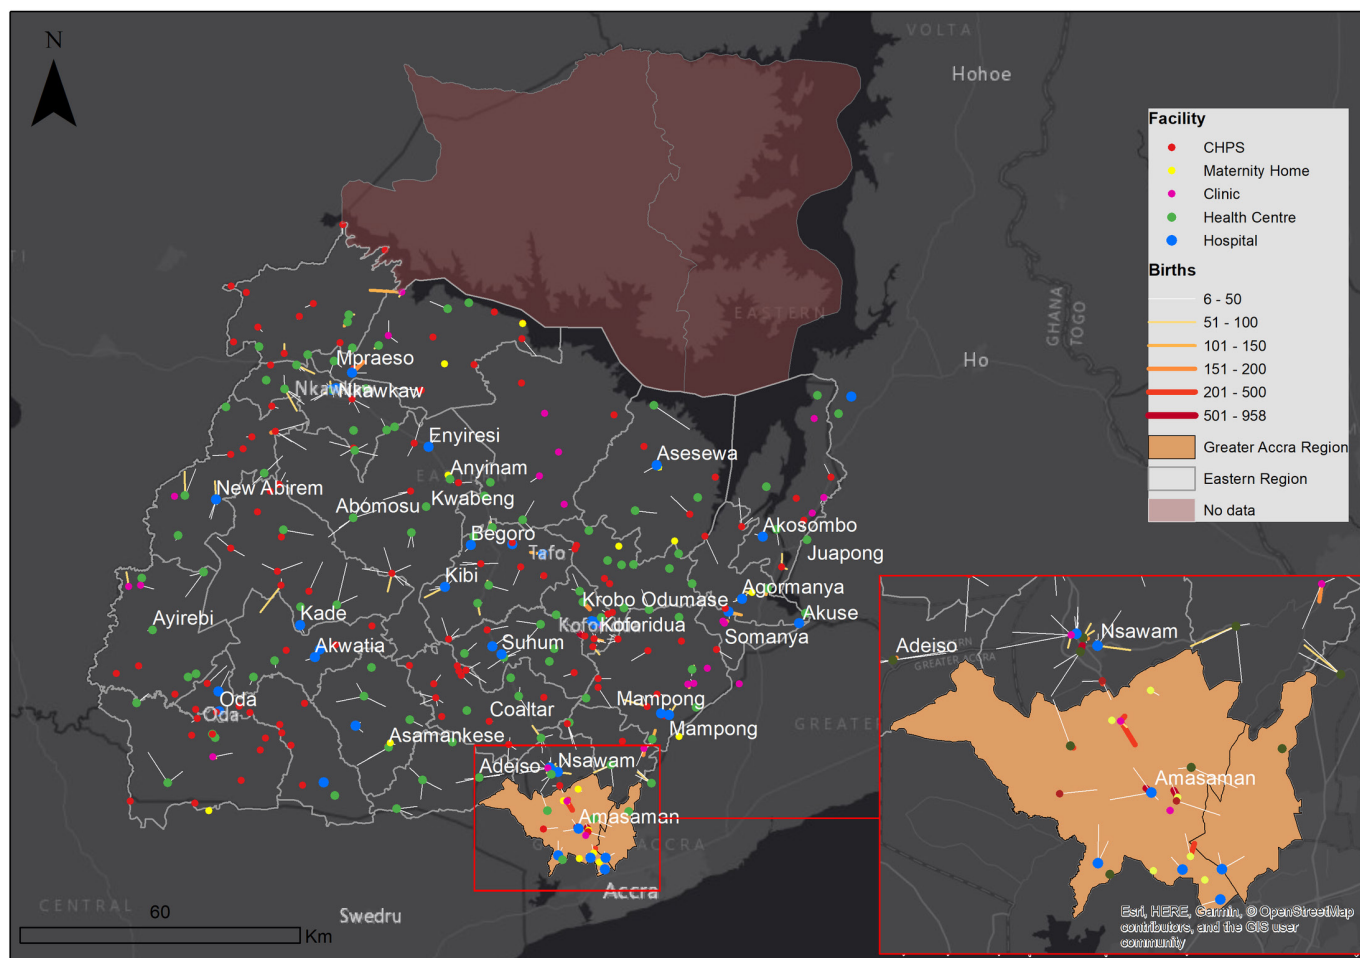 N
VOLTA
Hohoe
Facility
CHPS
Maternity Home
Clinic
Health Centre
Hospital
Births
6 - 50
51 - 100
101 - 150
151 - 200
201 - 500
501 - 958
Greater Accra Region
Eastern Region
No data
GHANA
TOGO
EASTERN
Ho
Mpraeso
Nkawkaw
Enyiresi
Asesewa
Anyinam
New Abirem
Kwabeng
Abomosu
Akosombo
Begoro
Tafo
Juapong
Kibi
Agormanya
Krobo Odumase
Ayirebi
Kade
Koforidua
Akuse
Somanya
Suhum
Akwatia
Oda
Oda
Mampong
Coaltar
Mampong
GREATER
Asamankese
Adeiso
Nsawam
Amasaman
ACCRA
Accra
CENTRAL
Swedru
60
Km
Nsawam
Adeiso
GREATER ACCRA
Amasaman
Esri, HERE, Garmin, © OpenStreetMap
contributors, and the GIS user
community